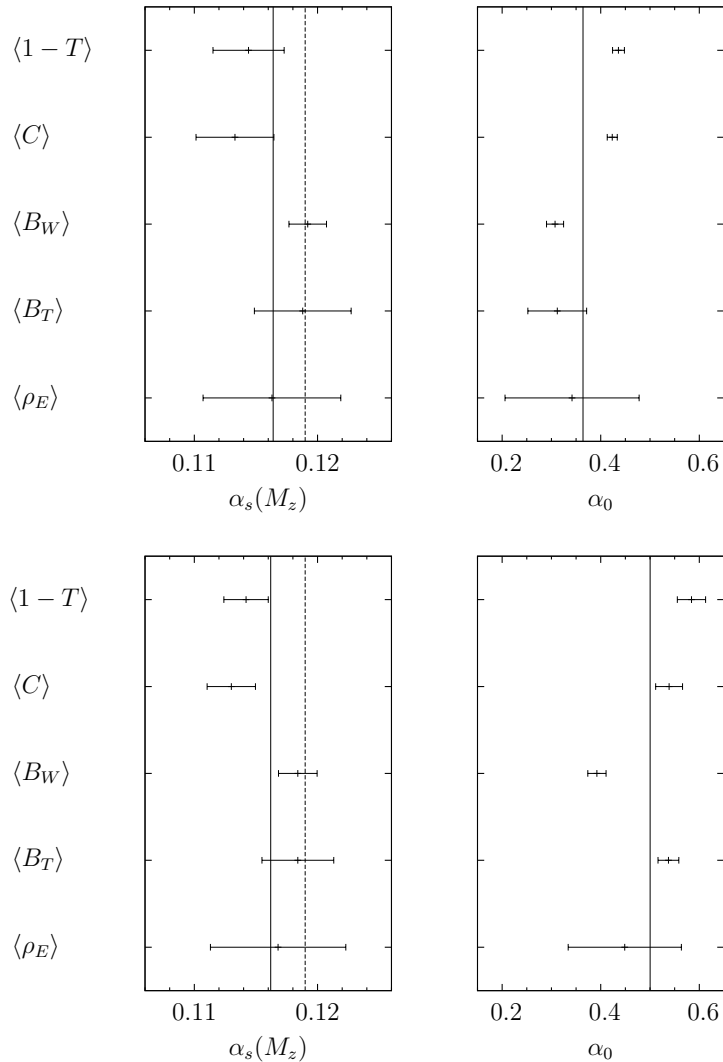 ⟨1 − T⟩
⟨C⟩
⟨B_W⟩
⟨B_T⟩
⟨ρ_E⟩
0.11 0.12 0.2 0.4 0.6
α_s(M_z) α_0
⟨1 − T⟩
⟨C⟩
⟨B_W⟩
⟨B_T⟩
⟨ρ_E⟩
0.11 0.12 0.2 0.4 0.6
α_s(M_z) α_0